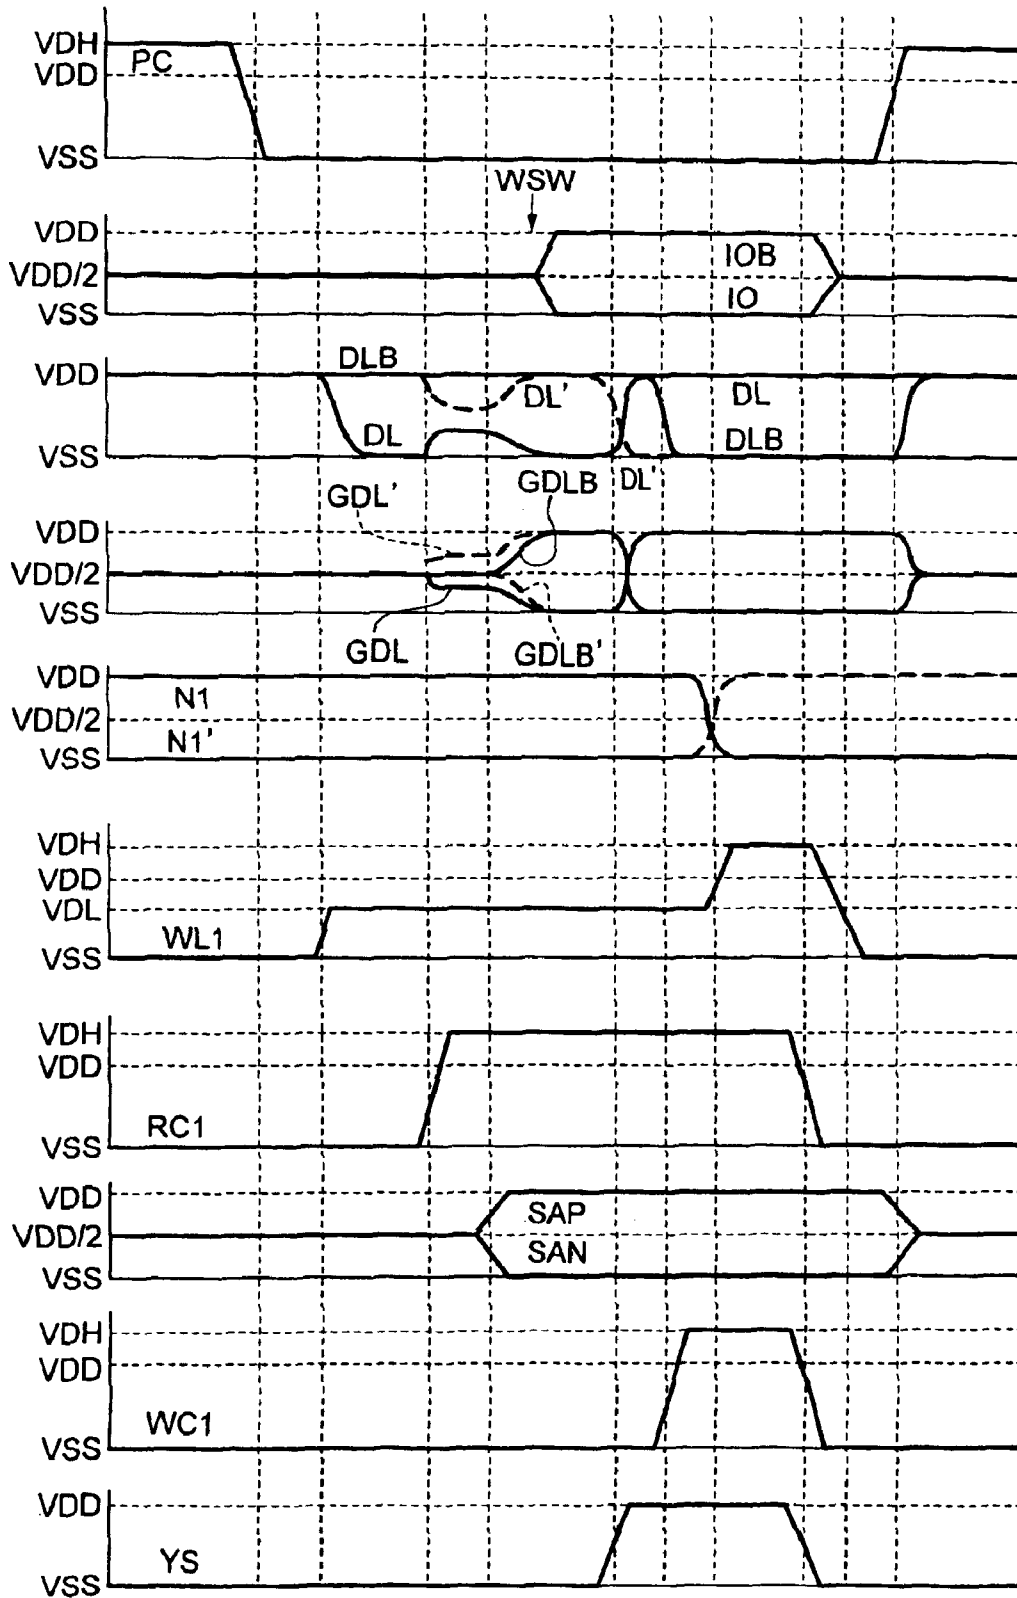 VDH
PC
VDD
VSS
WSW
VDD
IOB
VDD/2
IO
VSS
DLB
VDD
DL'
DL
DL
DLB
VSS
DL'
GDL'
GDLB
VDD
VDD/2
VSS
GDL
GDLB'
VDD
N1
VDD/2
N1'
VSS
VDH
VDD
VDL
WL1
VSS
VDH
VDD
RC1
VSS
VDD
SAP
VDD/2
SAN
VSS
VDH
VDD
WC1
VSS
VDD
YS
VSS